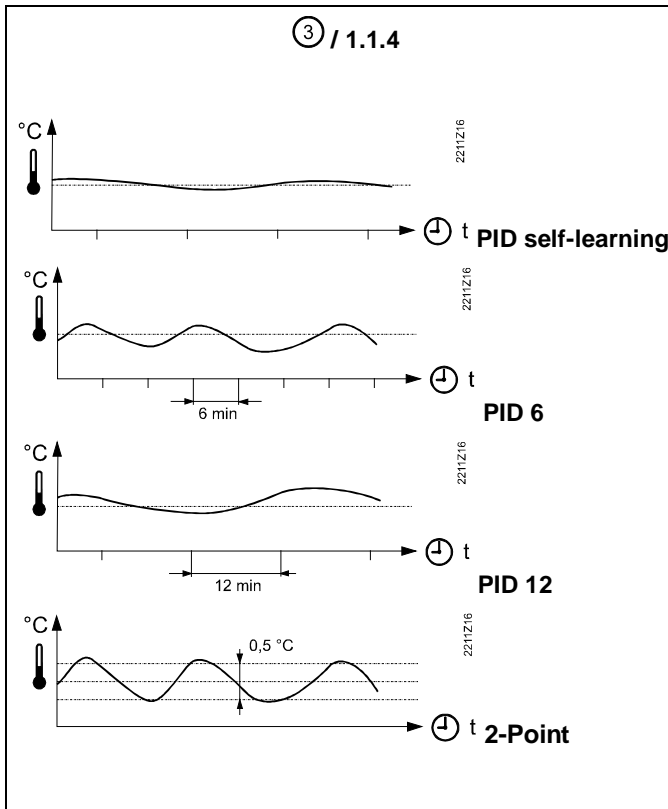 3 / 1.1.4
°C
2211Z16
t PID self-learning
°C
2211Z16
t
6 min
PID 6
°C
2211Z16
t
12 min
PID 12
°C
0,5 °C
2211Z16
t 2-Point